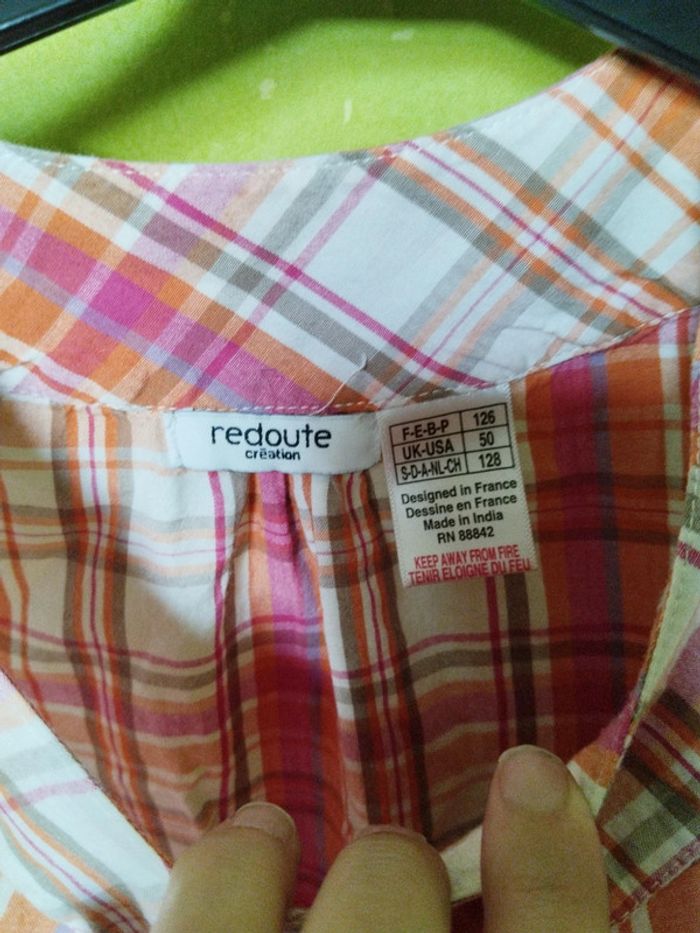 redoute
crēation
F-E-B-P 126
UK-USA 50
S-D-A-NL-CH 128
Designed in France
Dessine en France
Made in India
RN 88842
KEEP AWAY FROM FIRE
TENIR ELOIGNE DU FEU